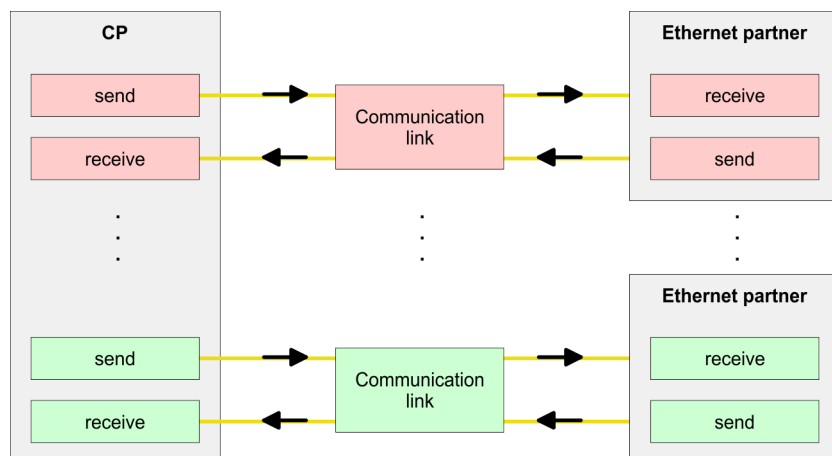 CP
Ethernet partner
send
Communication
link
receive
receive
send
Ethernet partner
send
Communication
link
receive
receive
send